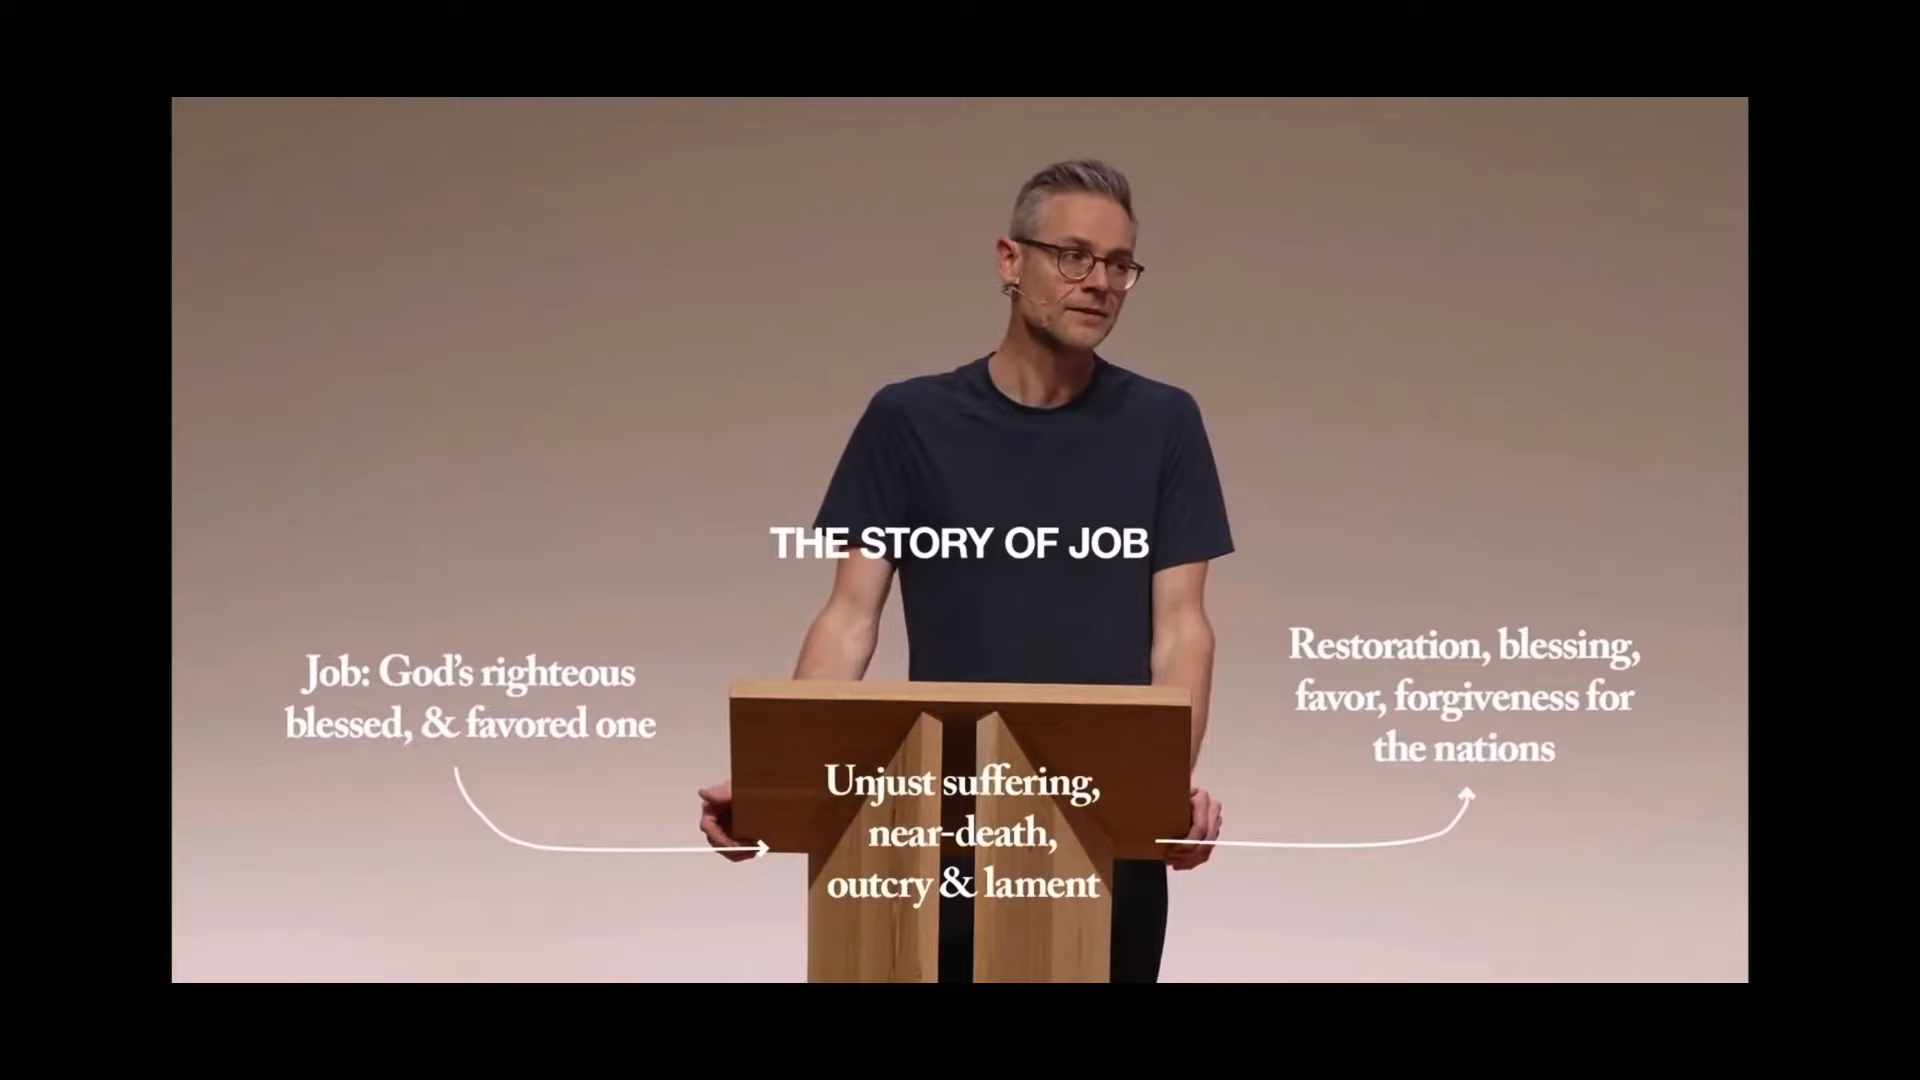 THE STORY OF JOB
Job: God's righteous
blessed, & favored one
Unjust suffering,
near-death,
outcry & lament
Restoration, blessing,
favor, forgiveness for
the nations